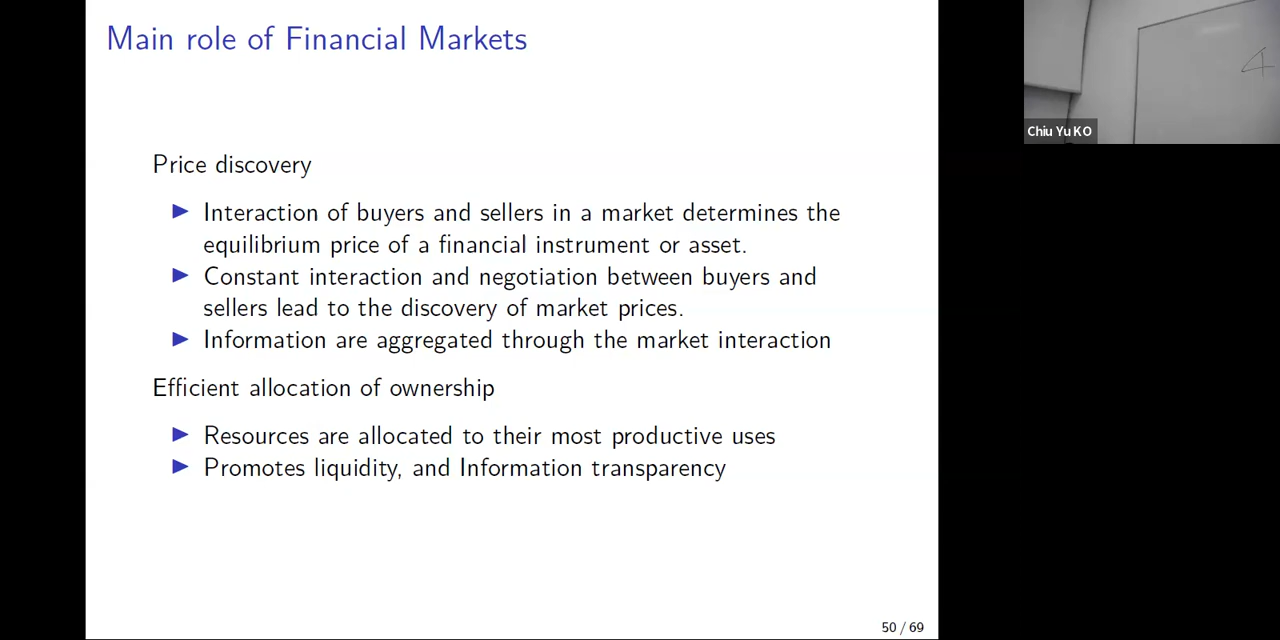 Main role of Financial Markets
Price discovery
▶ Interaction of buyers and sellers in a market determines the
equilibrium price of a financial instrument or asset.
▶ Constant interaction and negotiation between buyers and
sellers lead to the discovery of market prices.
▶ Information are aggregated through the market interaction
Efficient allocation of ownership
▶ Resources are allocated to their most productive uses
▶ Promotes liquidity, and Information transparency
50 / 69
4
Chiu Yu KO